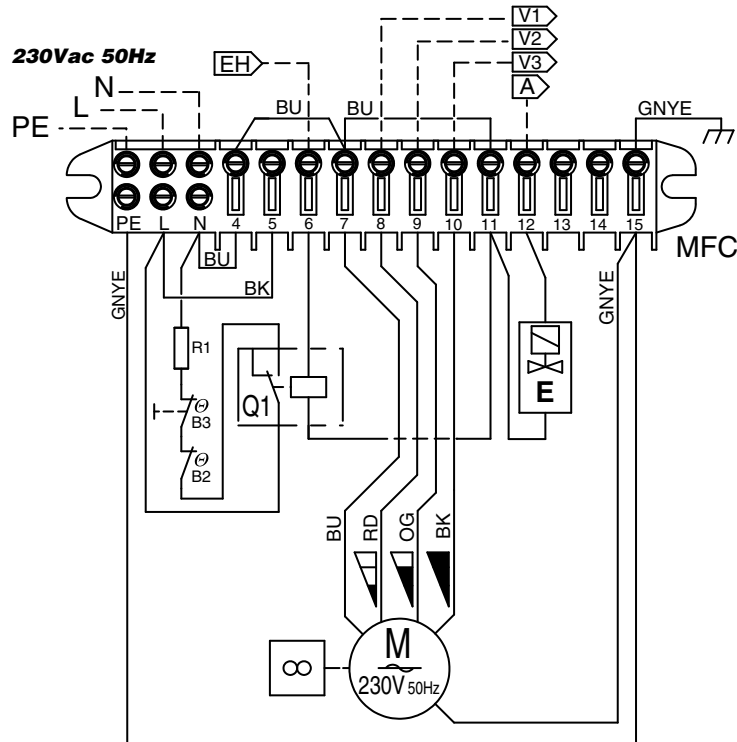 230Vac 50Hz
N
L
PE
EH
V1
V2
V3
A
BU
BU
GNYE
PE L N 4 5 6 7 8 9 10 11 12 13 14 15
MFC
BU
BK
GNYE
GNYE
R1
Q1
B3
B2
E
BU
RD
OG
BK
M
230V 50Hz